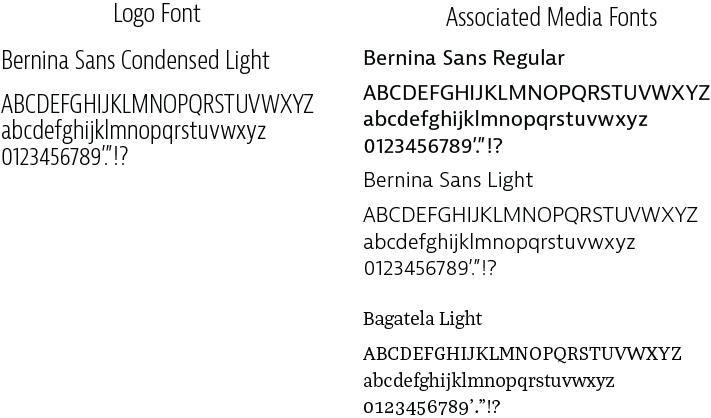 Logo Font
Bernina Sans Condensed Light
ABCDEFGHIJKLMNOPQRSTUVWXYZ
abcdefghijklmnopqrstuvwxyz
0123456789'."!?
Associated Media Fonts
Bernina Sans Regular
ABCDEFGHIJKLMNOPQRSTUVWXYZ
abcdefghijklmnopqrstuvwxyz
0123456789'."!?
Bernina Sans Light
ABCDEFGHIJKLMNOPQRSTUVWXYZ
abcdefghijklmnopqrstuvwxyz
0123456789'."!?
Bagatela Light
ABCDEFGHIJKLMNOPQRSTUVWXYZ
abcdefghijklmnopqrstuvwxyz
0123456789’.”!?